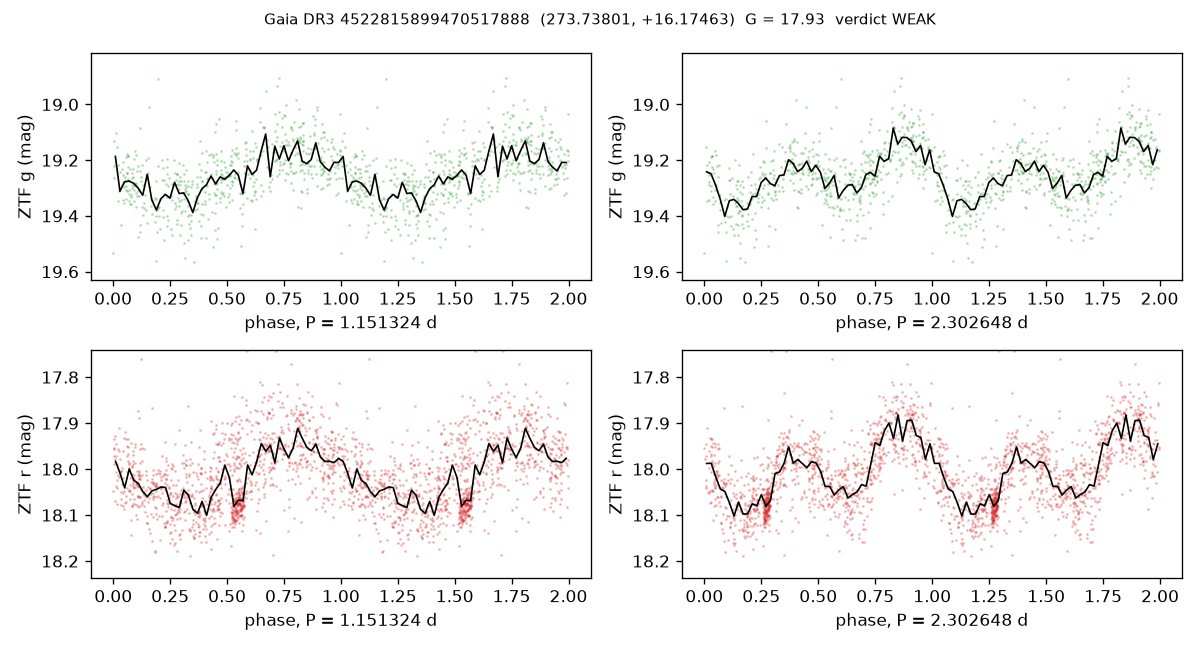 Gaia DR3 4522815899470517888 (273.73801, +16.17463) G = 17.93 verdict WEAK
ZTF g (mag)
19.0
19.2
19.4
19.6
0.00 0.25 0.50 0.75 1.00 1.25 1.50 1.75 2.00
phase, P = 1.151324 d
ZTF g (mag)
19.0
19.2
19.4
19.6
0.00 0.25 0.50 0.75 1.00 1.25 1.50 1.75 2.00
phase, P = 2.302648 d
ZTF r (mag)
17.8
17.9
18.0
18.1
18.2
0.00 0.25 0.50 0.75 1.00 1.25 1.50 1.75 2.00
phase, P = 1.151324 d
ZTF r (mag)
17.8
17.9
18.0
18.1
18.2
0.00 0.25 0.50 0.75 1.00 1.25 1.50 1.75 2.00
phase, P = 2.302648 d